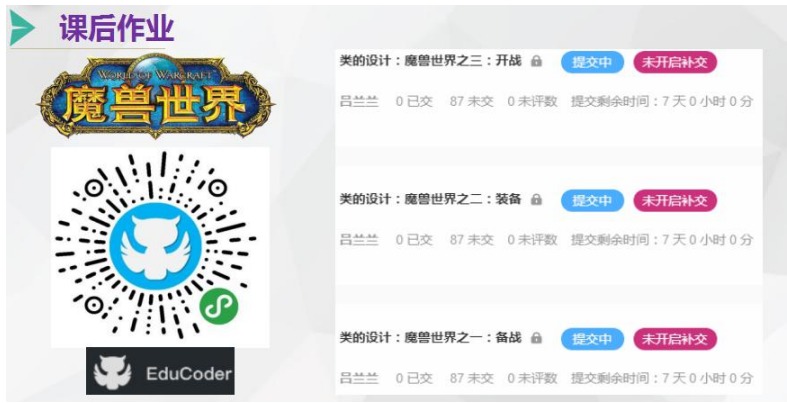 课后作业
WORLD OF WARCRAFT
魔兽世界
EduCoder
类的设计：魔兽世界之三：开战 提交中 未开启补交
吕兰兰 0 已交 87 未交 0 未评数 提交剩余时间：7 天 0 小时 0 分
类的设计：魔兽世界之二：装备 提交中 未开启补交
吕兰兰 0 已交 87 未交 0 未评数 提交剩余时间：7 天 0 小时 0 分
类的设计：魔兽世界之一：备战 提交中 未开启补交
吕兰兰 0 已交 87 未交 0 未评数 提交剩余时间：7 天 0 小时 0 分